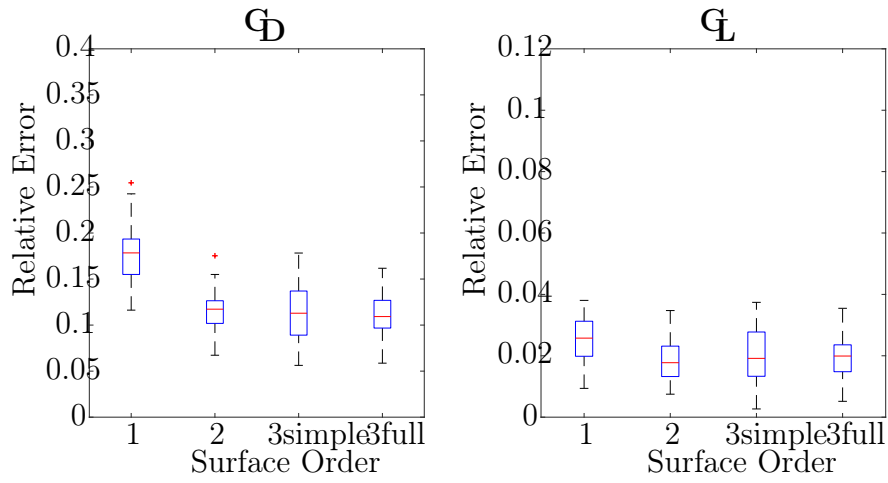 C_D
0.4
0.35
0.3
0.25
0.2
0.15
0.1
0.05
0
Relative Error
1 2 3simple 3full
Surface Order
C_L
0.12
0.1
0.08
0.06
0.04
0.02
0
Relative Error
1 2 3simple 3full
Surface Order